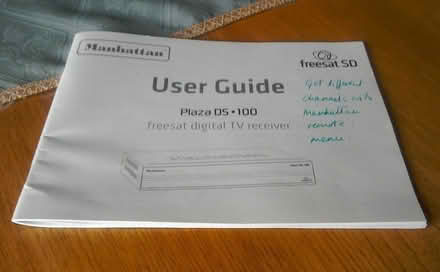 Manhattan
freesat SD
User Guide
Plaza DS•100
freesat digital TV receiver
Get different
channels with
Manhattan
remote:
menu